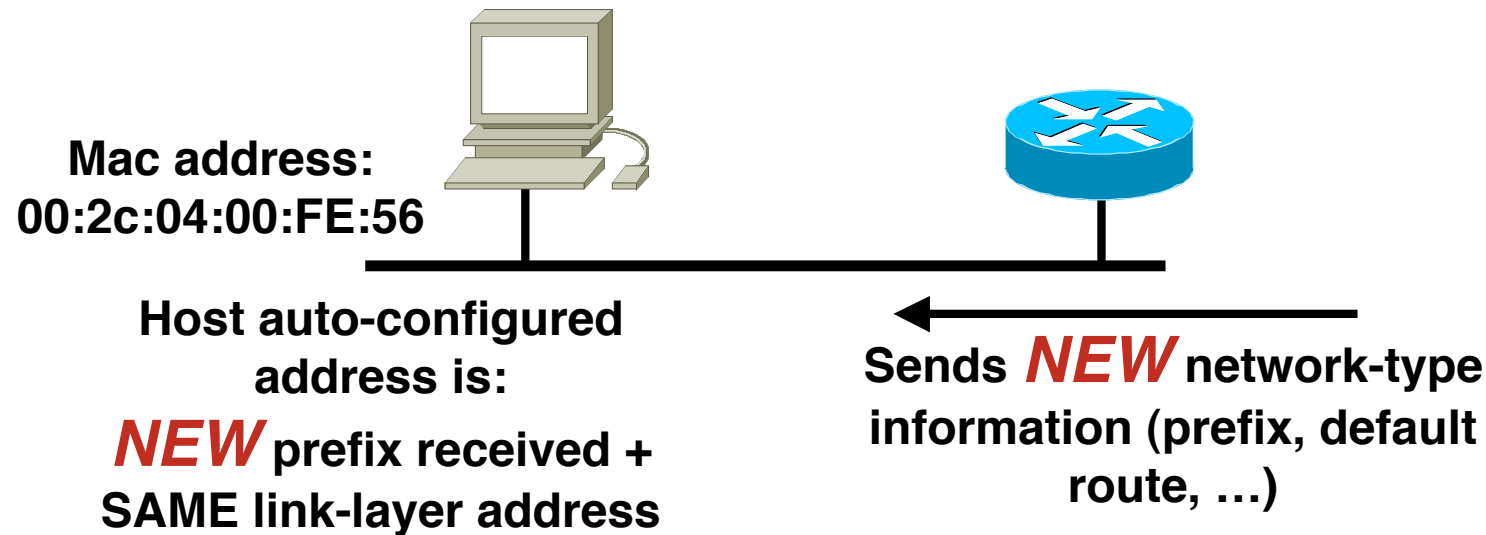 Mac address:
00:2c:04:00:FE:56
Host auto-configured
address is:
NEW prefix received +
SAME link-layer address
Sends NEW network-type
information (prefix, default
route, …)